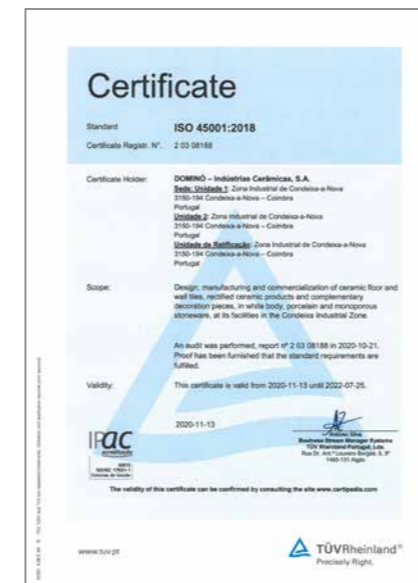 Certificate
Standard ISO 45001:2018
Certificate Registr. Nº. 2 03 08188
Certificate Holder: DOMINÓ – Indústrias Cerâmicas, S.A.
Sede: Unidade 1: Zona Industrial de Condeixa-a-Nova
3150-194 Condeixa-a-Nova – Coimbra
Portugal
Unidade 2: Zona Industrial de Condeixa-a-Nova
3150-194 Condeixa-a-Nova – Coimbra
Portugal
Unidade de Retificação: Zona Industrial de Condeixa-a-Nova
3150-194 Condeixa-a-Nova – Coimbra
Portugal
Scope: Design, manufacturing and commercialization of ceramic floor and
wall tiles, rectified ceramic products and complementary
decoration pieces, in white body, porcelain and monoporous
stoneware, at its facilities in the Condeixa Industrial Zone.
An audit was performed, report nº 2 03 08188 in 2020-10-21.
Proof has been furnished that the standard requirements are
fulfilled.
Validity: This certificate is valid from 2020-11-13 until 2022-07-25.
2020-11-13
ipac
acreditação
António Silva
Business Stream Manager Systems
TÜV Rheinland Portugal, Lda.
The validity of this certificate can be confirmed by consulting the site www.certipedia.com
www.tuv.pt
TÜVRheinland®
Precisely Right.